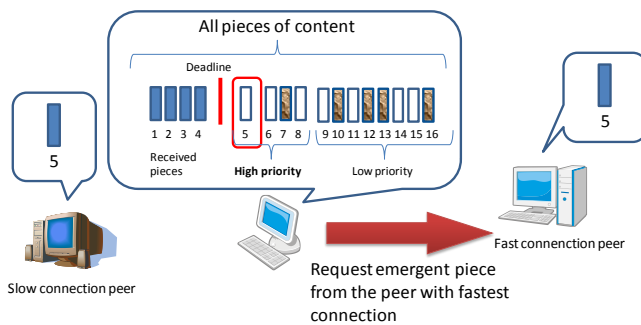 All pieces of content
Deadline
5
1 2 3 4 5 6 7 8 9 10 11 12 13 14 15 16
Received
pieces
High priority
Low priority
5
Slow connection peer
Fast connenction peer
Request emergent piece
from the peer with fastest
connection